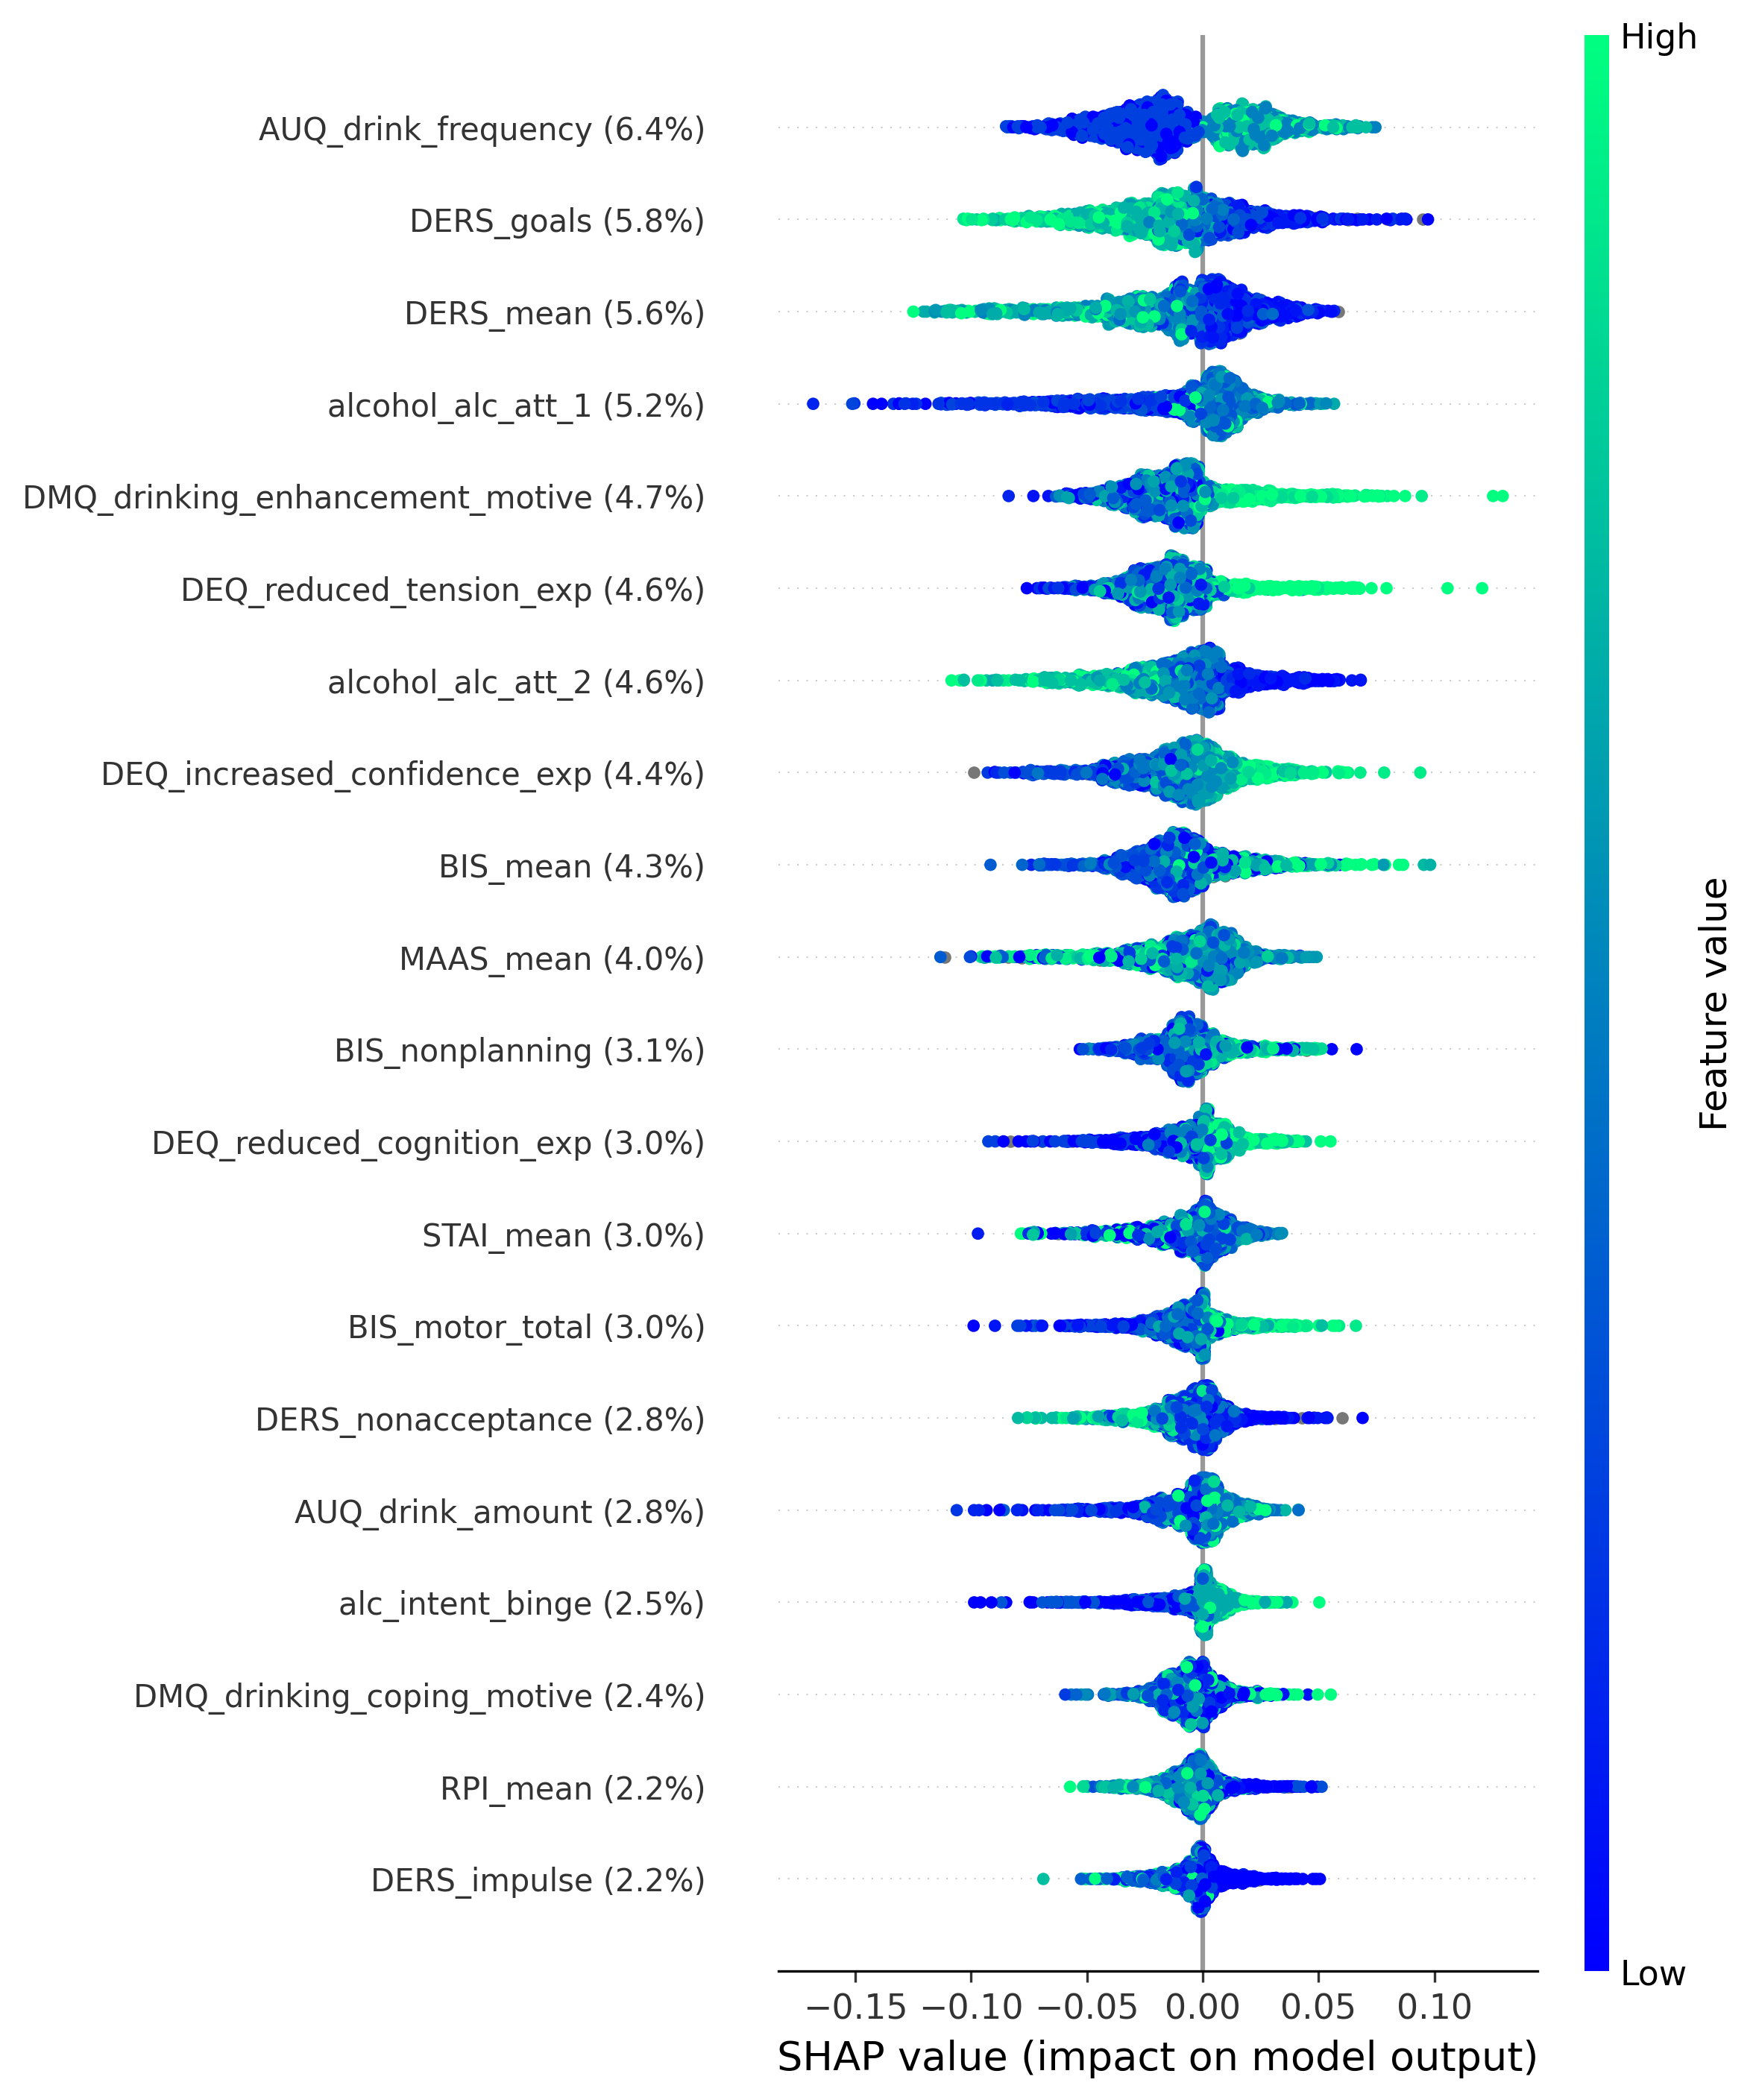 High
AUQ_drink_frequency (6.4%)
DERS_goals (5.8%)
DERS_mean (5.6%)
alcohol_alc_att_1 (5.2%)
DMQ_drinking_enhancement_motive (4.7%)
DEQ_reduced_tension_exp (4.6%)
alcohol_alc_att_2 (4.6%)
DEQ_increased_confidence_exp (4.4%)
BIS_mean (4.3%)
MAAS_mean (4.0%)
BIS_nonplanning (3.1%)
DEQ_reduced_cognition_exp (3.0%)
STAI_mean (3.0%)
BIS_motor_total (3.0%)
DERS_nonacceptance (2.8%)
AUQ_drink_amount (2.8%)
alc_intent_binge (2.5%)
DMQ_drinking_coping_motive (2.4%)
RPI_mean (2.2%)
DERS_impulse (2.2%)
Feature value
Low
−0.15 −0.10 −0.05 0.00 0.05 0.10
SHAP value (impact on model output)